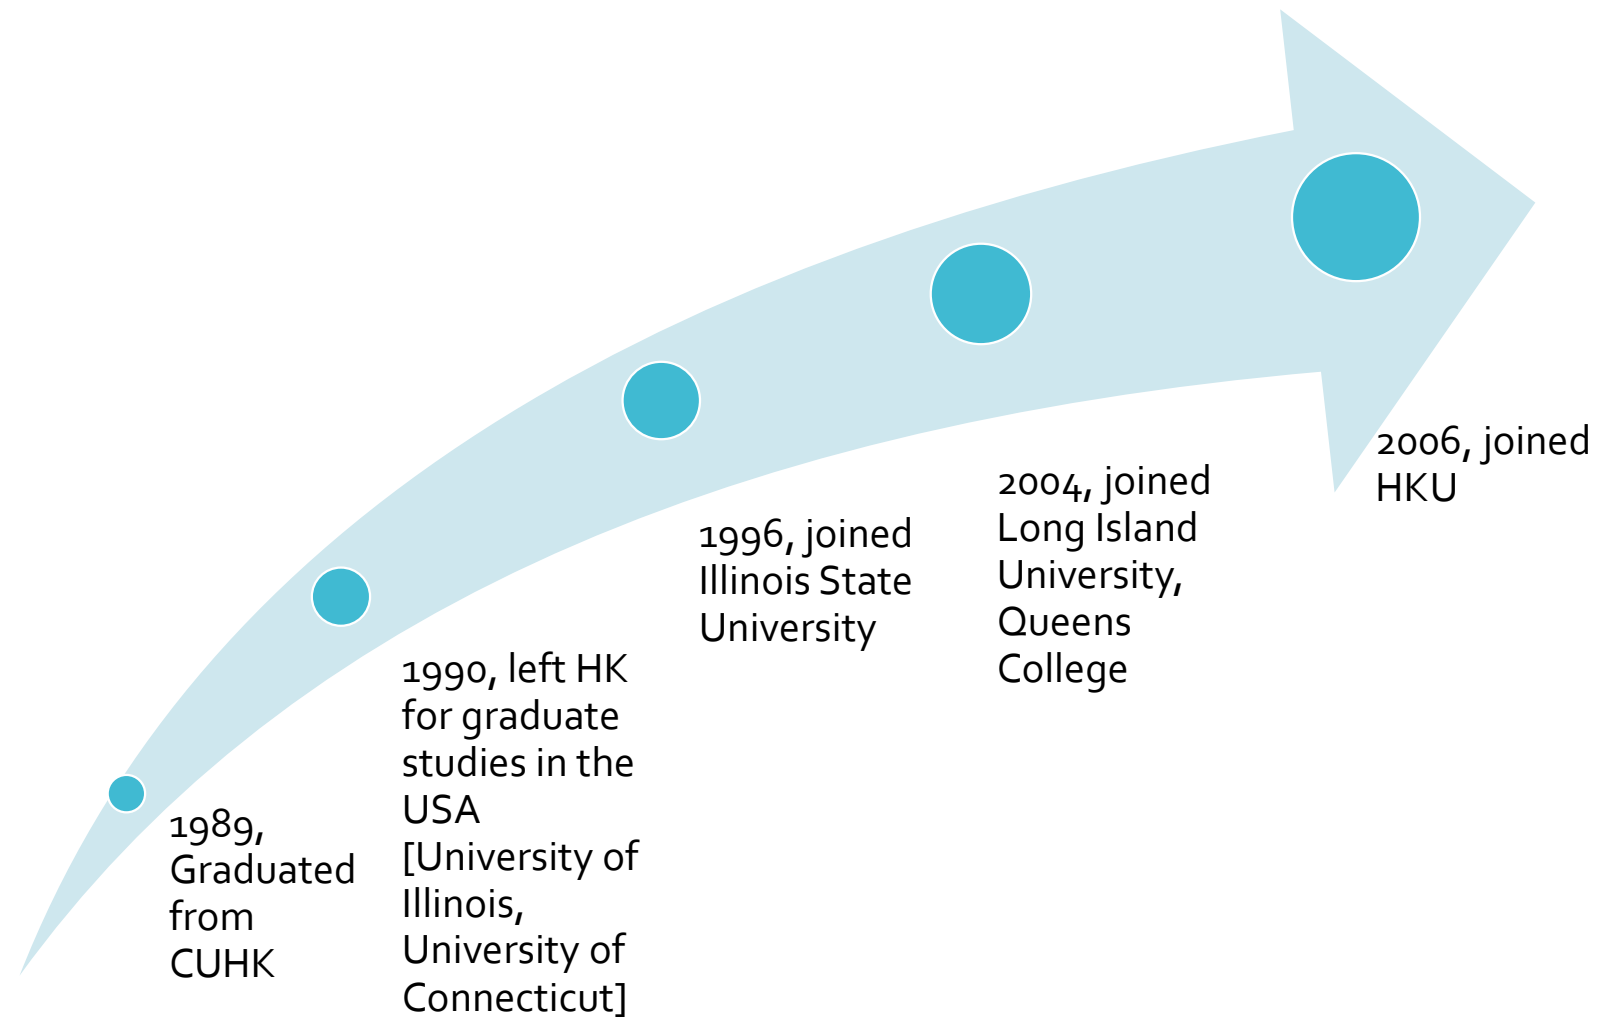 1989,
Graduated
from
CUHK
1990, left HK
for graduate
studies in the
USA
[University of
Illinois,
University of
Connecticut]
1996, joined
Illinois State
University
2004, joined
Long Island
University,
Queens
College
2006, joined
HKU